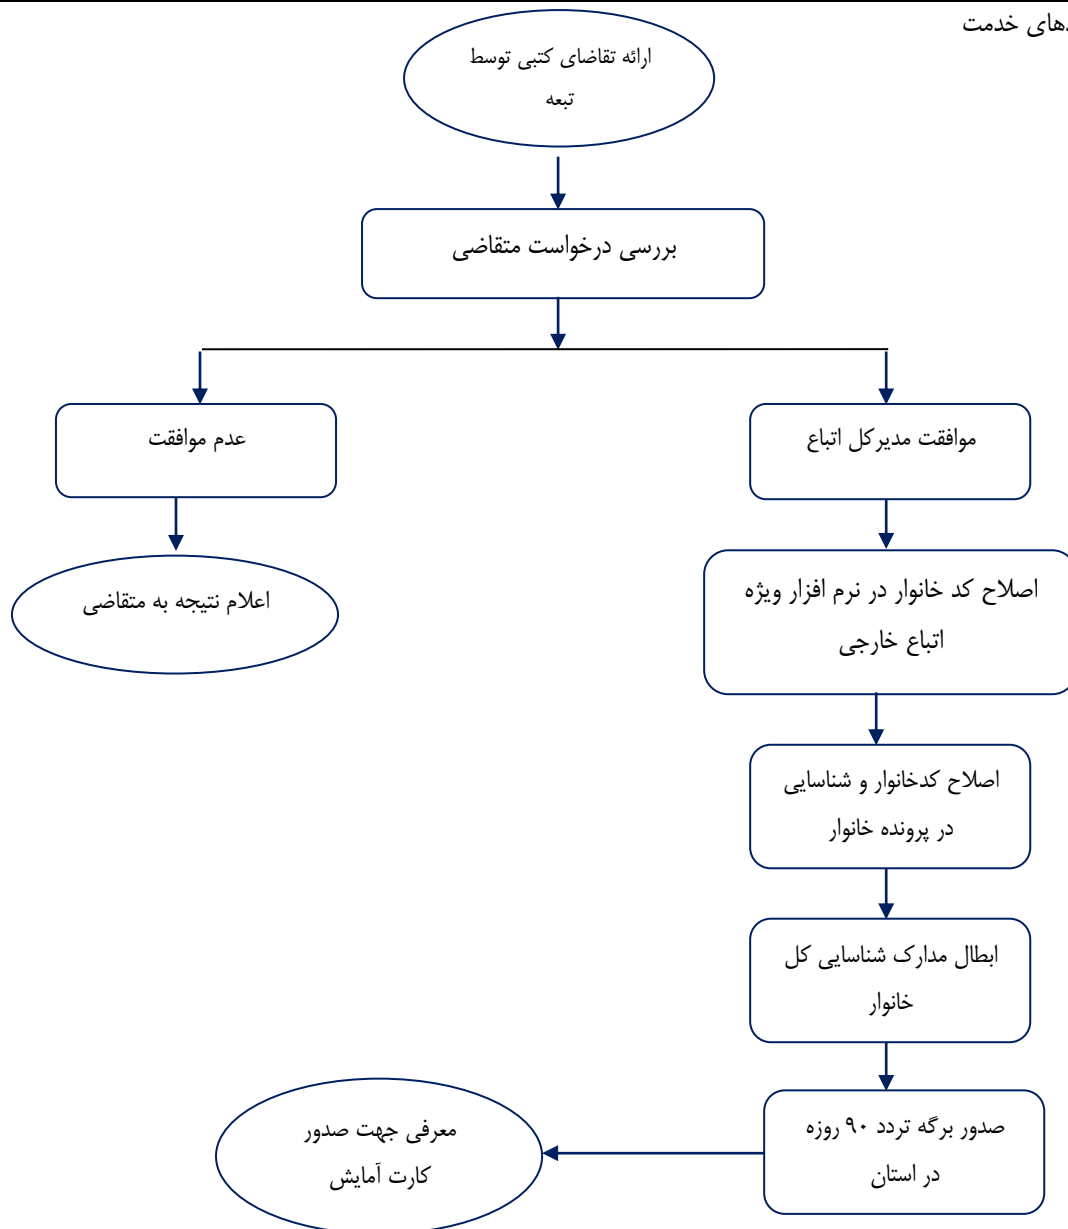 دهای خدمت
ارائه تقاضای کتبی توسط
تبعه
بررسی درخواست متقاضی
موافقت مدیرکل اتباع
عدم موافقت
اصلاح کد خانوار در نرم افزار ویژه
اتباع خارجی
اعلام نتیجه به متقاضی
اصلاح کدخانوار و شناسایی
در پرونده خانوار
ابطال مدارک شناسایی کل
خانوار
صدور برگه تردد ۹۰ روزه
در استان
معرفی جهت صدور
کارت آمایش